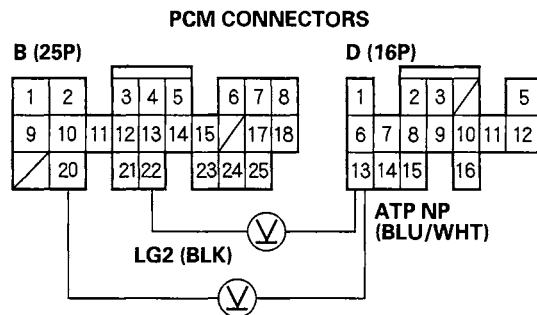 PCM CONNECTORS
B (25P) D (16P)
1 2 3 4 5 6 7 8 1 2 3 5
9 10 11 12 13 14 15 17 18 6 7 8 9 10 11 12
20 21 22 23 24 25 13 14 15 16
ATP NP
(BLU/WHT)
LG2 (BLK)
V
V